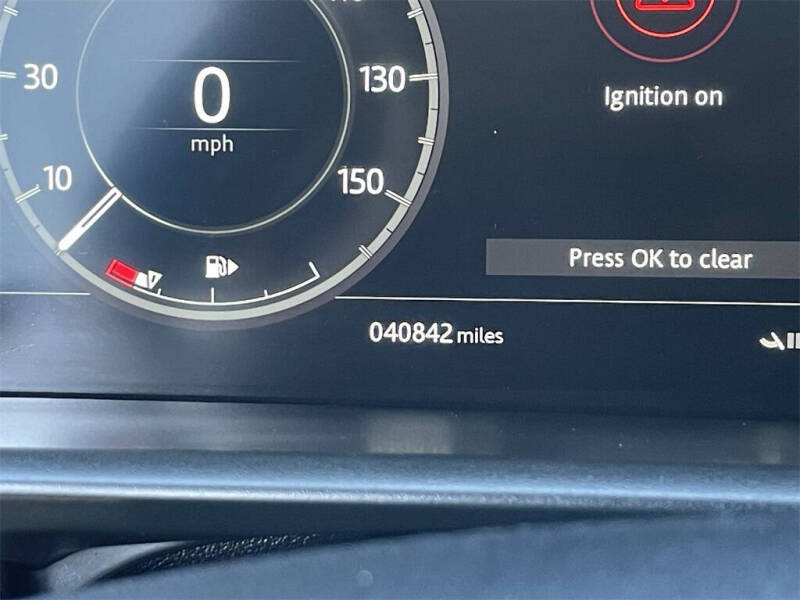 30
0
mph
130
10
150
Ignition on
Press OK to clear
040842 miles